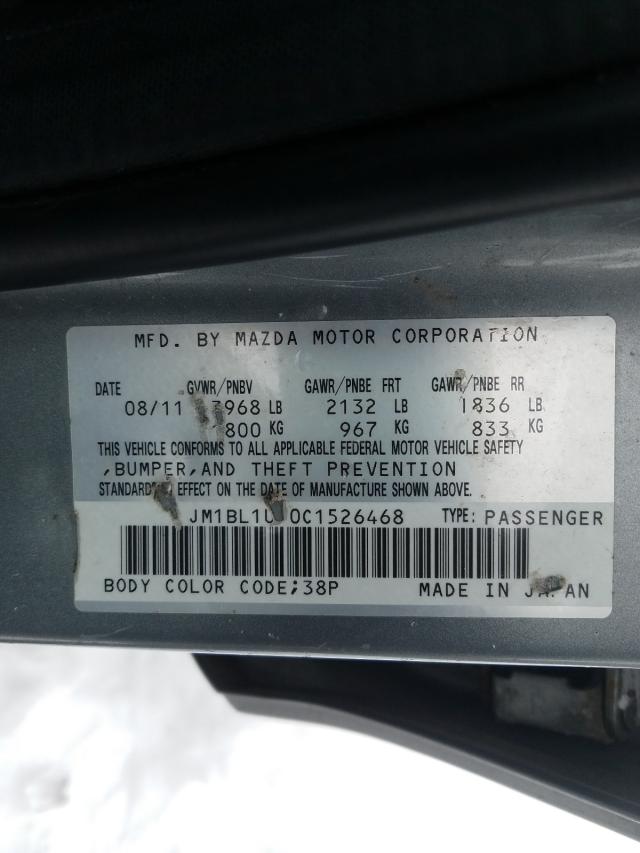 MFD. BY MAZDA MOTOR CORPORATION
DATE GVWR/PNBV GAWR/PNBE FRT GAWR/PNBE RR
08/11 LB 2132 LB 1836 LB
KG 967 KG 833 KG
THIS VEHICLE CONFORMS TO ALL APPLICABLE FEDERAL MOTOR VEHICLE SAFETY
,BUMPER,AND THEFT PREVENTION
STANDARDS IN EFFECT ON THE DATE OF MANUFACTURE SHOWN ABOVE.
TYPE: PASSENGER
BODY COLOR CODE;38P MADE IN JAPAN